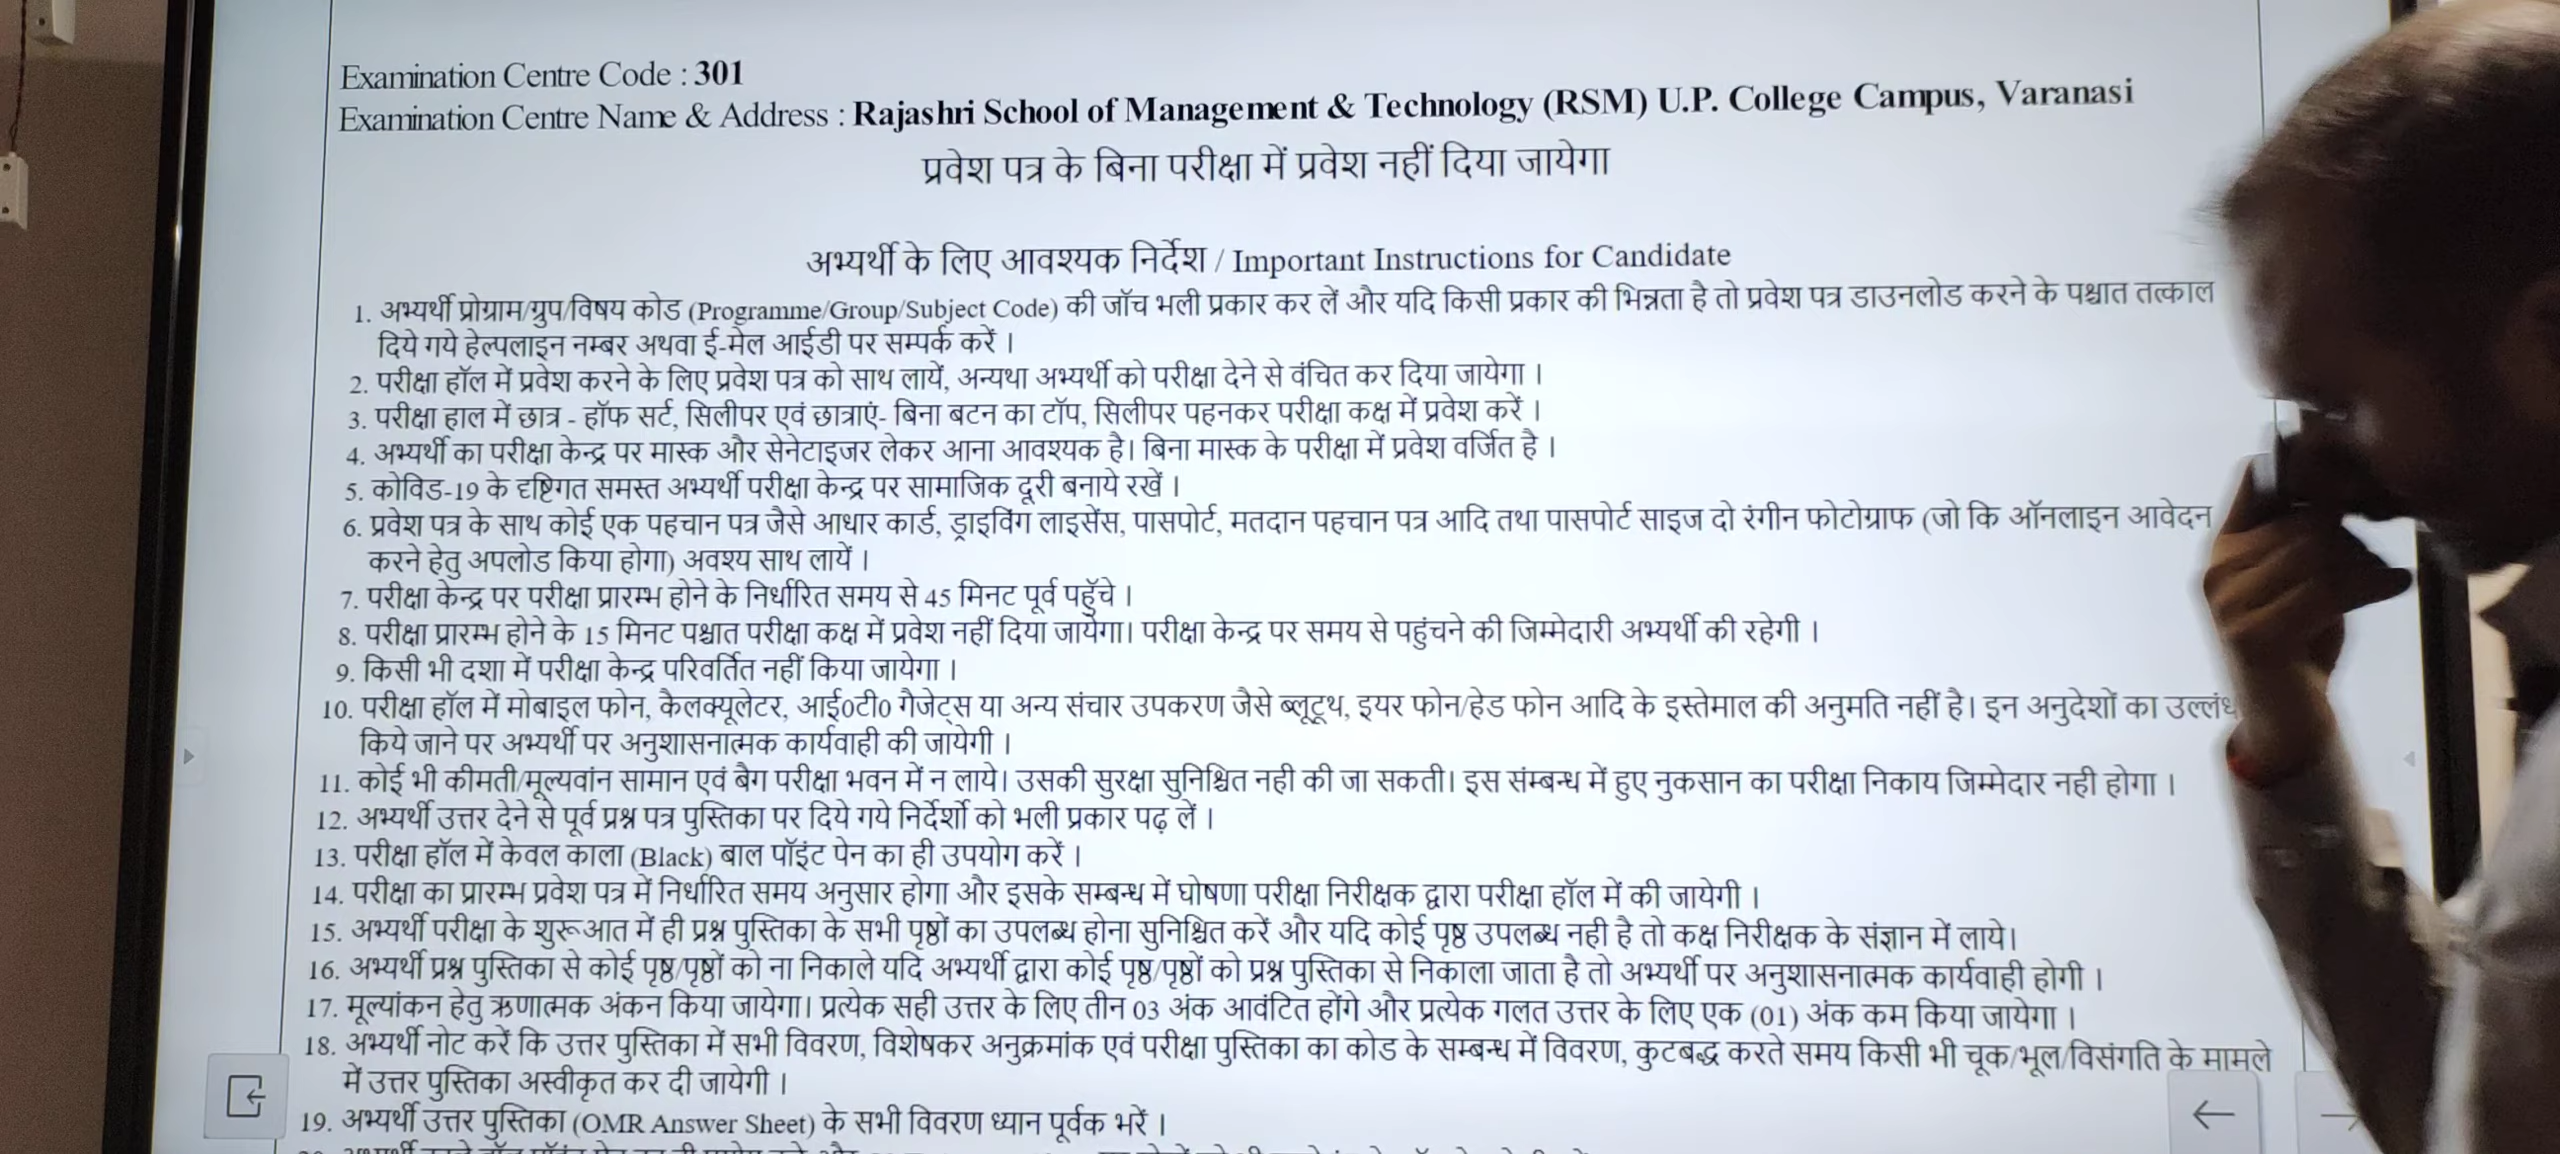 Examination Centre Code : 301
Examination Centre Name & Address : Rajashri School of Management & Technology (RSM) U.P. College Campus, Varanasi
प्रवेश पत्र के बिना परीक्षा में प्रवेश नहीं दिया जायेगा
अभ्यर्थी के लिए आवश्यक निर्देश / Important Instructions for Candidate
1. अभ्यर्थी प्रोग्राम/ग्रुप/विषय कोड (Programme/Group/Subject Code) की जॉच भली प्रकार कर लें और यदि किसी प्रकार की भिन्नता है तो प्रवेश पत्र डाउनलोड करने के पश्चात तत्काल
दिये गये हेल्पलाइन नम्बर अथवा ई-मेल आईडी पर सम्पर्क करें ।
2. परीक्षा हॉल में प्रवेश करने के लिए प्रवेश पत्र को साथ लायें, अन्यथा अभ्यर्थी को परीक्षा देने से वंचित कर दिया जायेगा ।
3. परीक्षा हाल में छात्र - हॉफ सर्ट, सिलीपर एवं छात्राएं- बिना बटन का टॉप, सिलीपर पहनकर परीक्षा कक्ष में प्रवेश करें ।
4. अभ्यर्थी का परीक्षा केन्द्र पर मास्क और सेनेटाइजर लेकर आना आवश्यक है। बिना मास्क के परीक्षा में प्रवेश वर्जित है ।
5. कोविड-19 के दृष्टिगत समस्त अभ्यर्थी परीक्षा केन्द्र पर सामाजिक दूरी बनाये रखें ।
6. प्रवेश पत्र के साथ कोई एक पहचान पत्र जैसे आधार कार्ड, ड्राइविंग लाइसेंस, पासपोर्ट, मतदान पहचान पत्र आदि तथा पासपोर्ट साइज दो रंगीन फोटोग्राफ (जो कि ऑनलाइन आवेदन
करने हेतु अपलोड किया होगा) अवश्य साथ लायें ।
7. परीक्षा केन्द्र पर परीक्षा प्रारम्भ होने के निर्धारित समय से 45 मिनट पूर्व पहुॅचे ।
8. परीक्षा प्रारम्भ होने के 15 मिनट पश्चात परीक्षा कक्ष में प्रवेश नहीं दिया जायेगा। परीक्षा केन्द्र पर समय से पहुंचने की जिम्मेदारी अभ्यर्थी की रहेगी ।
9. किसी भी दशा में परीक्षा केन्द्र परिवर्तित नहीं किया जायेगा ।
10. परीक्षा हॉल में मोबाइल फोन, कैलक्यूलेटर, आई0टी0 गैजेट्स या अन्य संचार उपकरण जैसे ब्लूटूथ, इयर फोन/हेड फोन आदि के इस्तेमाल की अनुमति नहीं है। इन अनुदेशों का
किये जाने पर अभ्यर्थी पर अनुशासनात्मक कार्यवाही की जायेगी ।
11. कोई भी कीमती/मूल्यवांन सामान एवं बैग परीक्षा भवन में न लाये। उसकी सुरक्षा सुनिश्चित नही की जा सकती। इस संम्बन्ध में हुए नुकसान का परीक्षा निकाय जिम्मेदार नही होगा ।
12. अभ्यर्थी उत्तर देने से पूर्व प्रश्न पत्र पुस्तिका पर दिये गये निर्देर्शो को भली प्रकार पढ़ लें ।
13. परीक्षा हॉल में केवल काला (Black) बाल पॉइंट पेन का ही उपयोग करें ।
14. परीक्षा का प्रारम्भ प्रवेश पत्र में निर्धारित समय अनुसार होगा और इसके सम्बन्ध में घोषणा परीक्षा निरीक्षक द्वारा परीक्षा हॉल में की जायेगी ।
15. अभ्यर्थी परीक्षा के शुरूआत में ही प्रश्न पुस्तिका के सभी पृष्ठों का उपलब्ध होना सुनिश्चित करें और यदि कोई पृष्ठ उपलब्ध नही है तो कक्ष निरीक्षक के संज्ञान में लाये।
16. अभ्यर्थी प्रश्न पुस्तिका से कोई पृष्ठ/पृष्ठों को ना निकाले यदि अभ्यर्थी द्वारा कोई पृष्ठ/पृष्ठों को प्रश्न पुस्तिका से निकाला जाता है तो अभ्यर्थी पर अनुशासनात्मक कार्यवाही होगी ।
17. मूल्यांकन हेतु ऋणात्मक अंकन किया जायेगा। प्रत्येक सही उत्तर के लिए तीन 03 अंक आवंटित होंगे और प्रत्येक गलत उत्तर के लिए एक (01) अंक कम किया जायेगा ।
18. अभ्यर्थी नोट करें कि उत्तर पुस्तिका में सभी विवरण, विशेषकर अनुक्रमांक एवं परीक्षा पुस्तिका का कोड के सम्बन्ध में विवरण, कुटबद्ध करते समय किसी भी चूक/भूल/विसंगति के मामले
में उत्तर पुस्तिका अस्वीकृत कर दी जायेगी ।
19. अभ्यर्थी उत्तर पुस्तिका (OMR Answer Sheet) के सभी विवरण ध्यान पूर्वक भरें ।